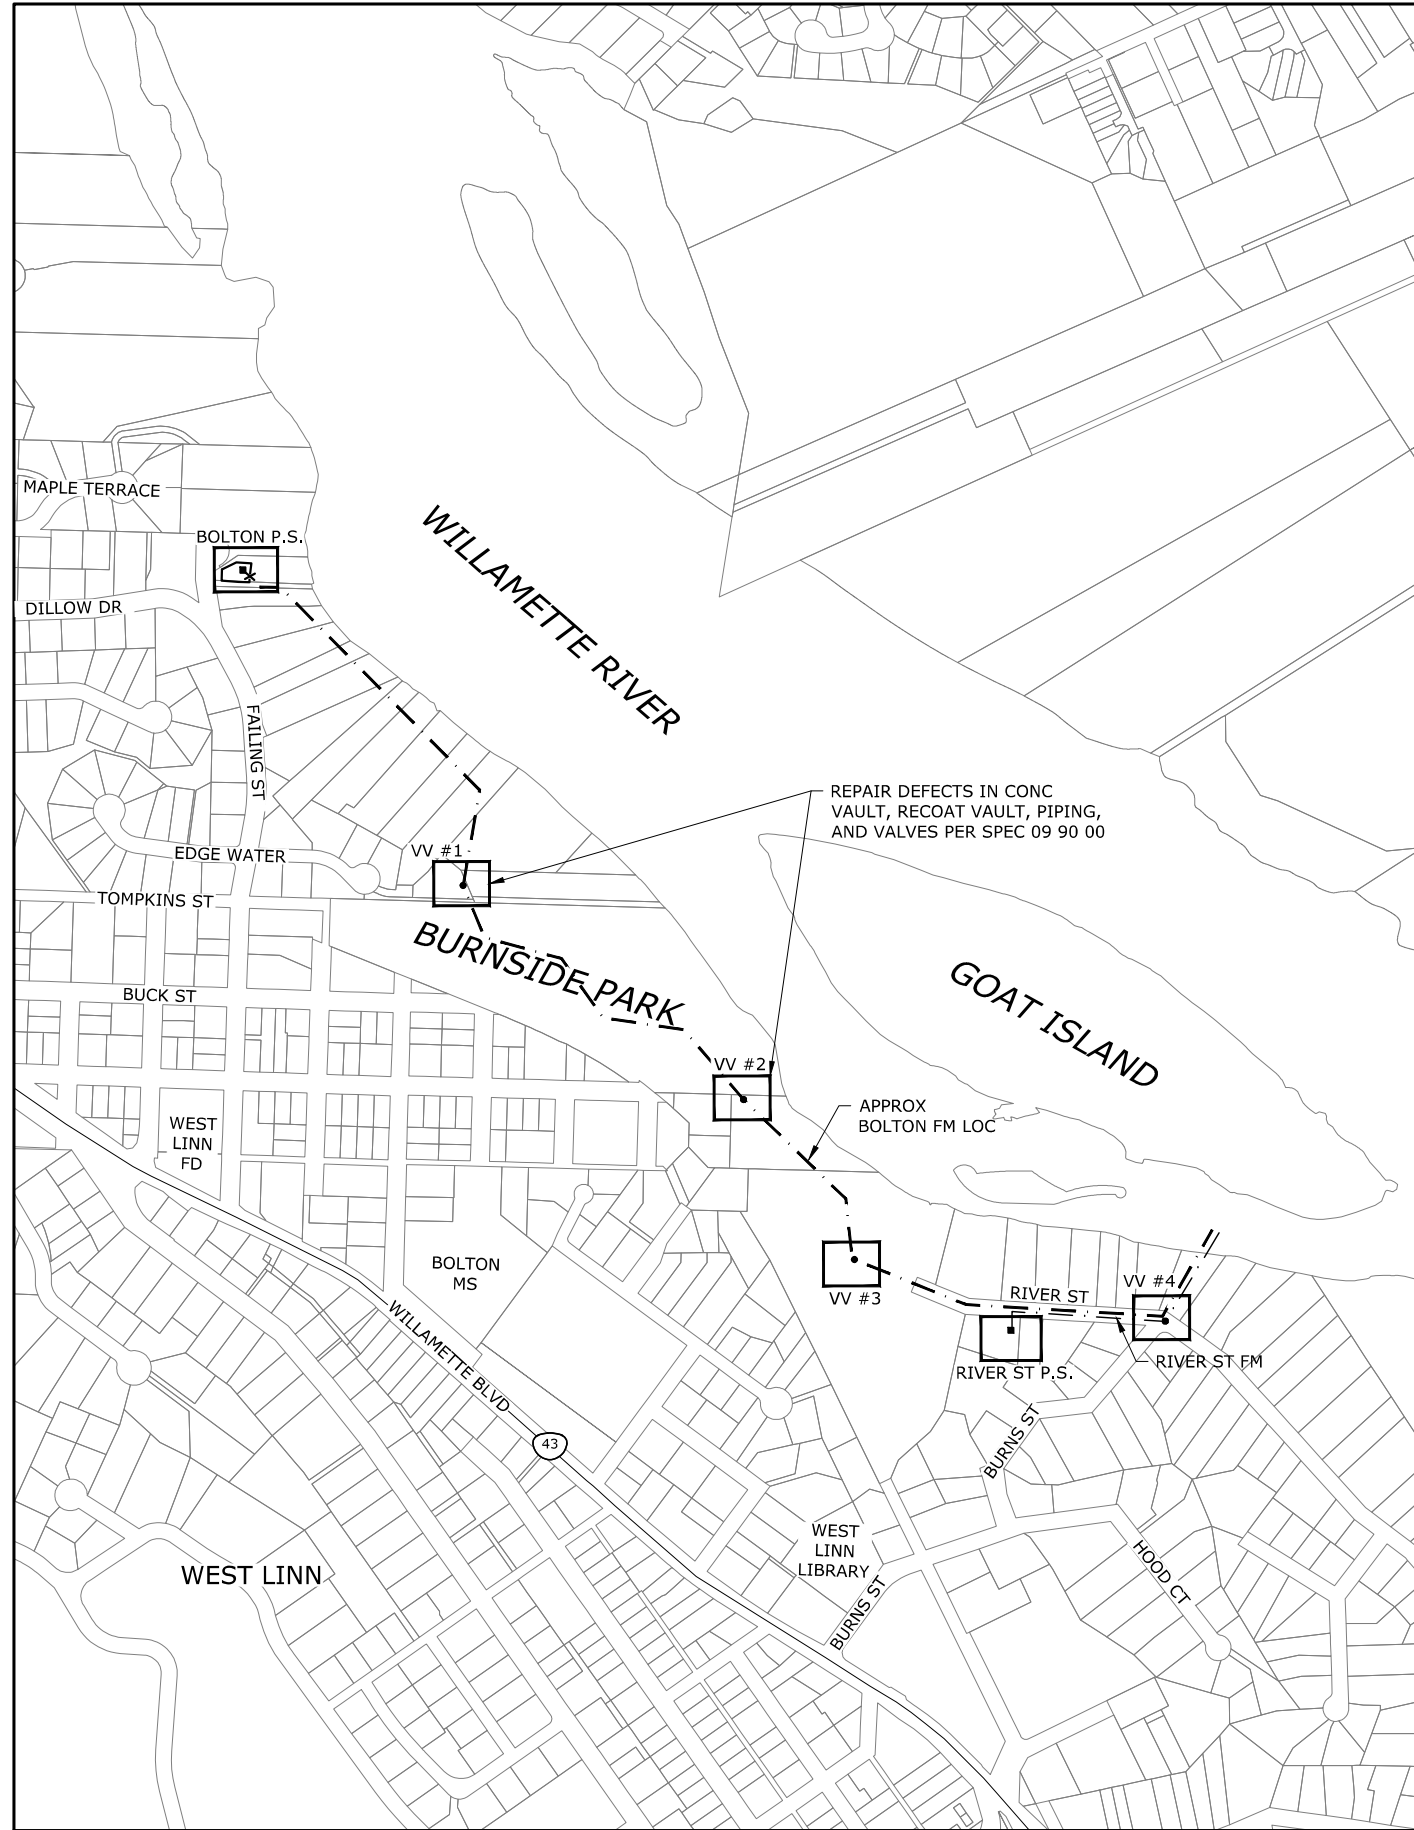 MAPLE TERRACE
BOLTON P.S.
WILLAMETTE RIVER
DILLOW DR
FAILING ST
REPAIR DEFECTS IN CONC
VAULT, RECOAT VAULT, PIPING,
AND VALVES PER SPEC 09 90 00
EDGE WATER
VV #1
TOMPKINS ST
BURNSIDE PARK
GOAT ISLAND
BUCK ST
VV #2
APPROX
BOLTON FM LOC
WEST
LINN
FD
BOLTON
MS
VV #3
RIVER ST
VV #4
RIVER ST P.S.
RIVER ST FM
WILLAMETTE BLVD
43
BURNS ST
WEST
LINN
LIBRARY
HOOD CT
WEST LINN
BURNS ST